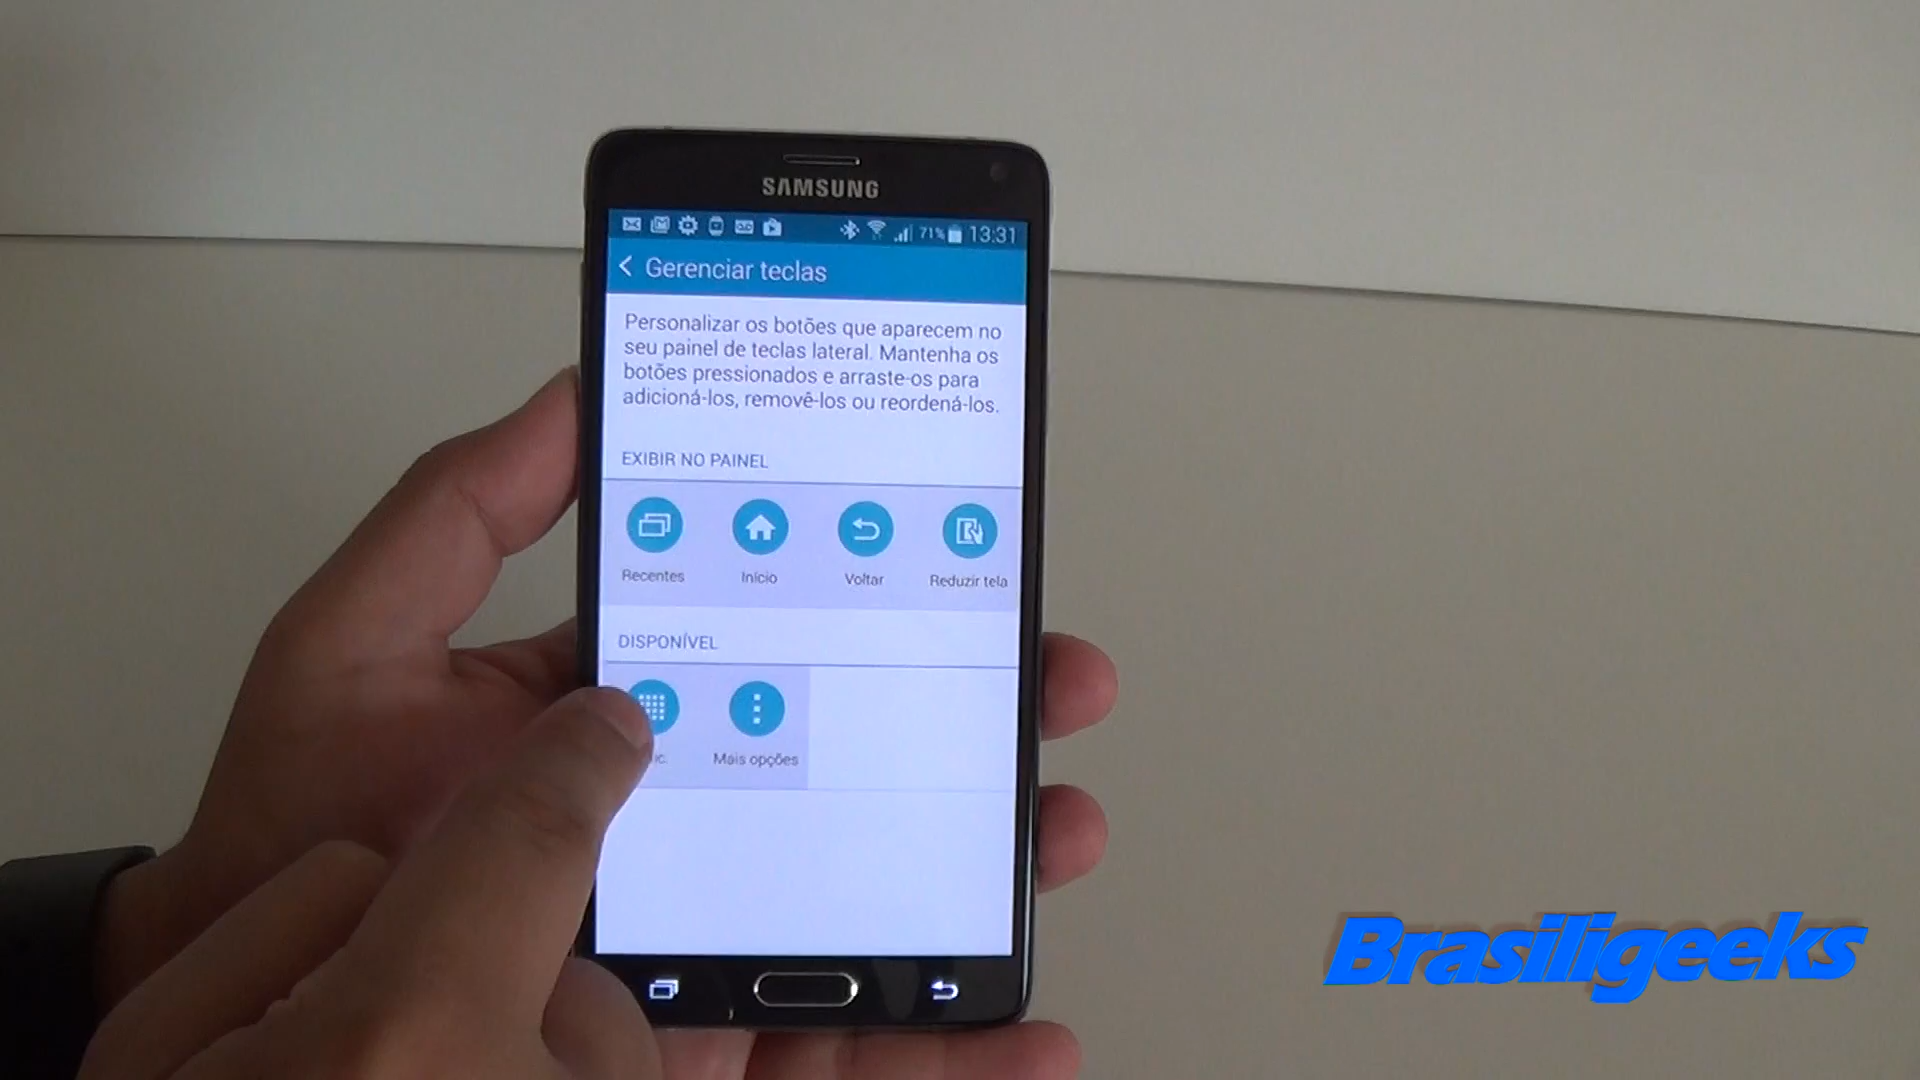 SAMSUNG
71% 13:31
Gerenciar teclas
Personalizar os botões que aparecem no
seu painel de teclas lateral. Mantenha os
botões pressionados e arraste-os para
adicioná-los, removê-los ou reordená-los.
EXIBIR NO PAINEL
Recentes Início Voltar Reduzir tela
DISPONÍVEL
Mais opções
Brasiligeeks